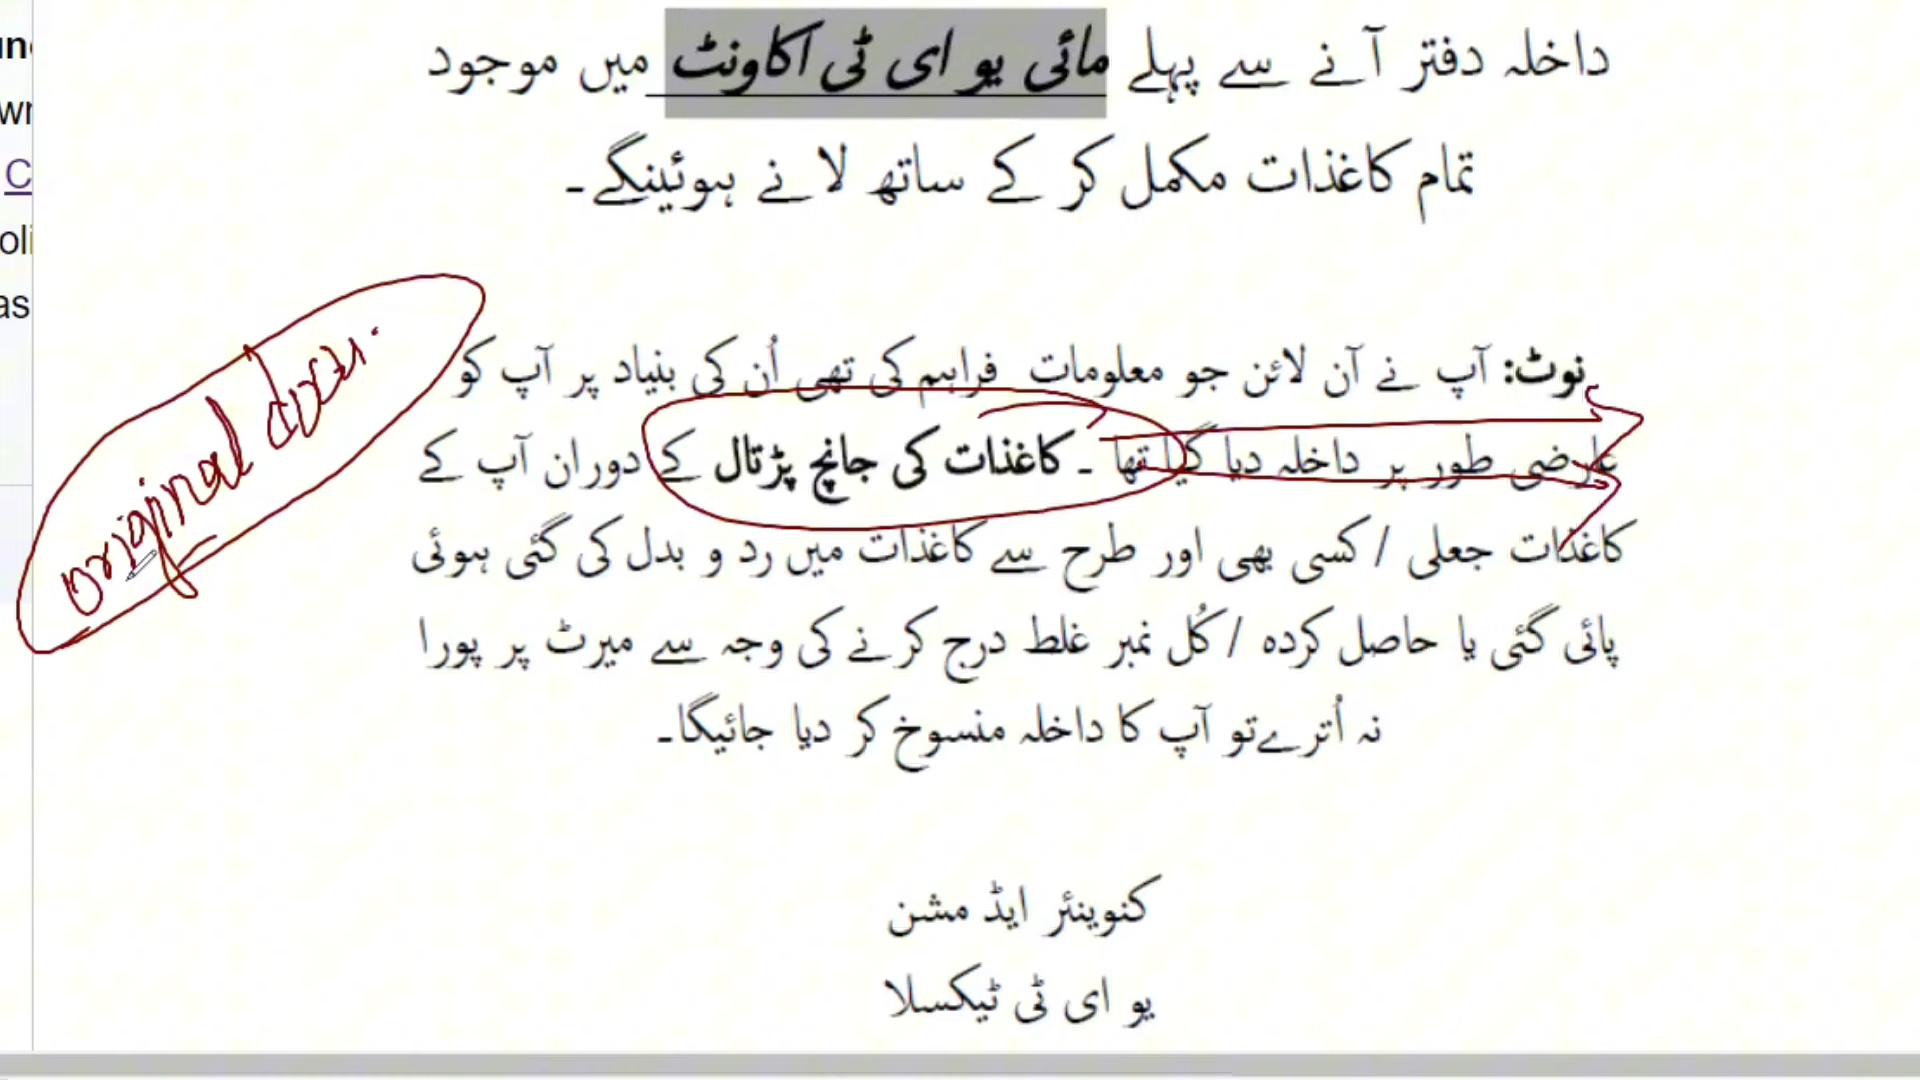 داخلہ دفتر آنے سے پہلے مائی یو ای ٹی اکاونٹ میں موجود
تمام کاغذات مکمل کر کے ساتھ لانے ہوئینگے۔
نوٹ: آپ نے آن لائن جو معلومات فراہم کی تھی اُن کی بنیاد پر آپ کو
عارضی طور پر داخلہ دیا گیا تھا ۔ کاغذات کی جانچ پڑتال کے دوران آپ کے
کاغذات جعلی / کسی بھی اور طرح سے کاغذات میں رد و بدل کی گئی ہوئی
پائی گئی یا حاصل کردہ / کُل نمبر غلط درج کرنے کی وجہ سے میرٹ پر پورا
نہ اُترے تو آپ کا داخلہ منسوخ کر دیا جائیگا۔
original docu.
کنوینئر ایڈ مشن
یو ای ٹی ٹیکسلا
C
oli
as